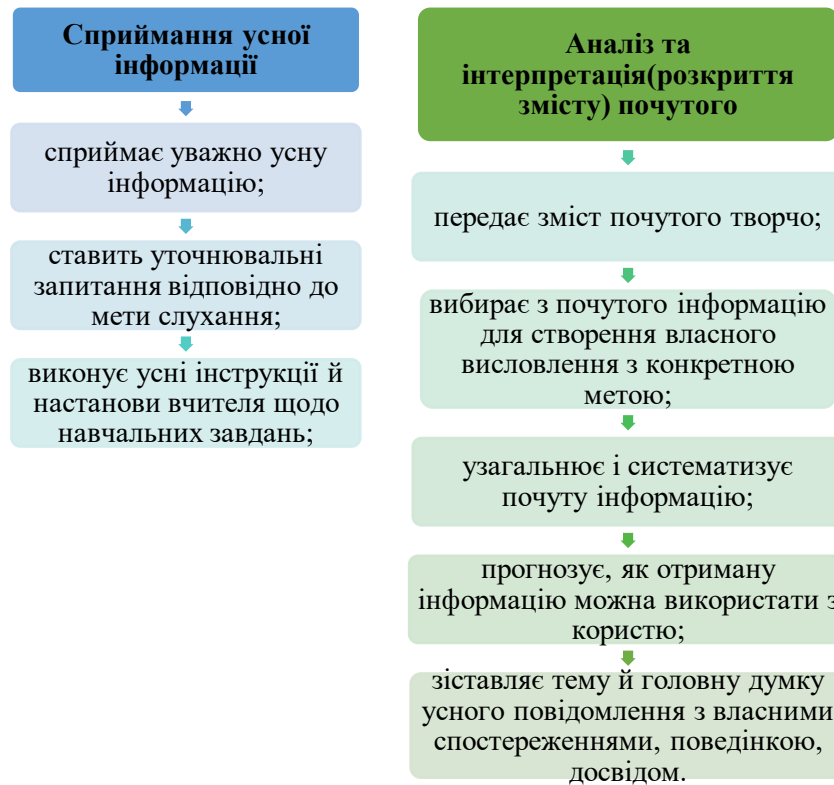 Сприймання усної
інформації
сприймає уважно усну
інформацію;
ставить уточнювальні
запитання відповідно до
мети слухання;
виконує усні інструкції й
настанови вчителя щодо
навчальних завдань;
Аналіз та
інтерпретація(розкриття
змісту) почутого
передає зміст почутого творчо;
вибирає з почутого інформацію
для створення власного
висловлення з конкретною
метою;
узагальнює і систематизує
почуту інформацію;
прогнозує, як отриману
інформацію можна використати з
користю;
зіставляє тему й головну думку
усного повідомлення з власними
спостереженнями, поведінкою,
досвідом.